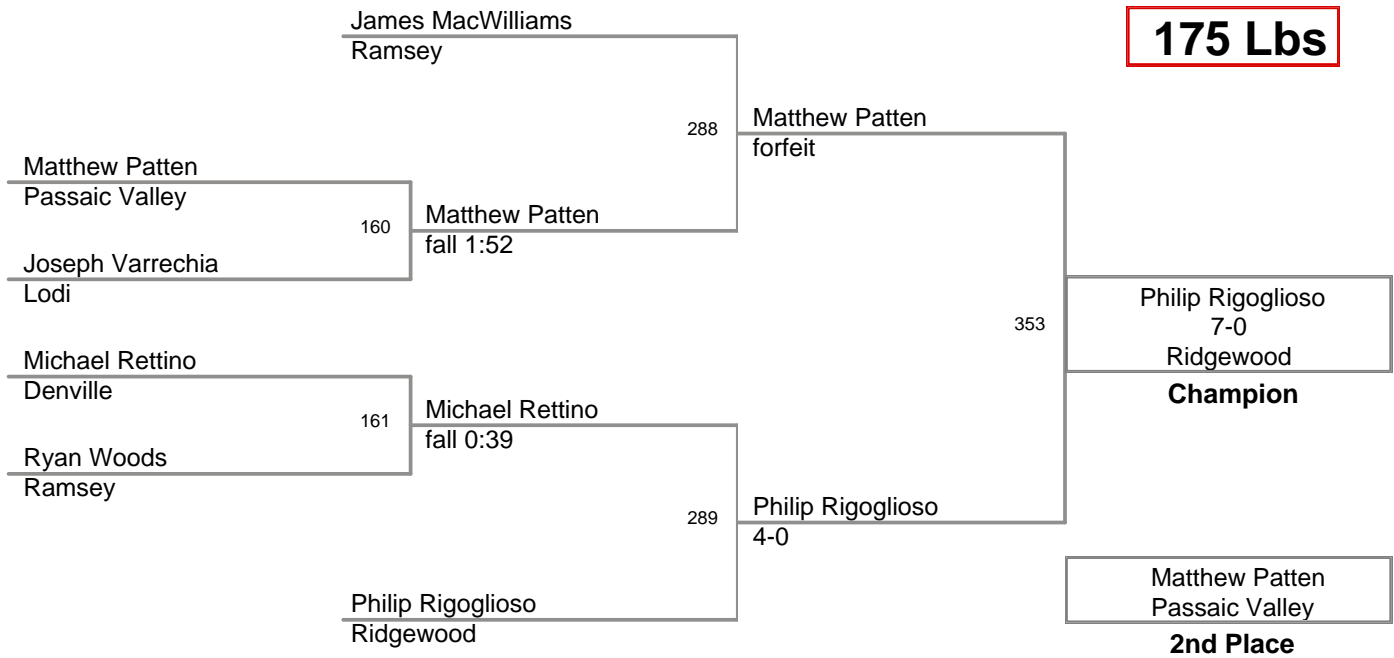 James MacWilliams
Ramsey
175 Lbs
288
Matthew Patten
forfeit
Matthew Patten
Passaic Valley
160
Matthew Patten
fall 1:52
Joseph Varrechia
Lodi
353
Philip Rigoglioso
7-0
Ridgewood
Champion
Michael Rettino
Denville
161
Michael Rettino
fall 0:39
Ryan Woods
Ramsey
289
Philip Rigoglioso
4-0
Philip Rigoglioso
Ridgewood
Matthew Patten
Passaic Valley
2nd Place